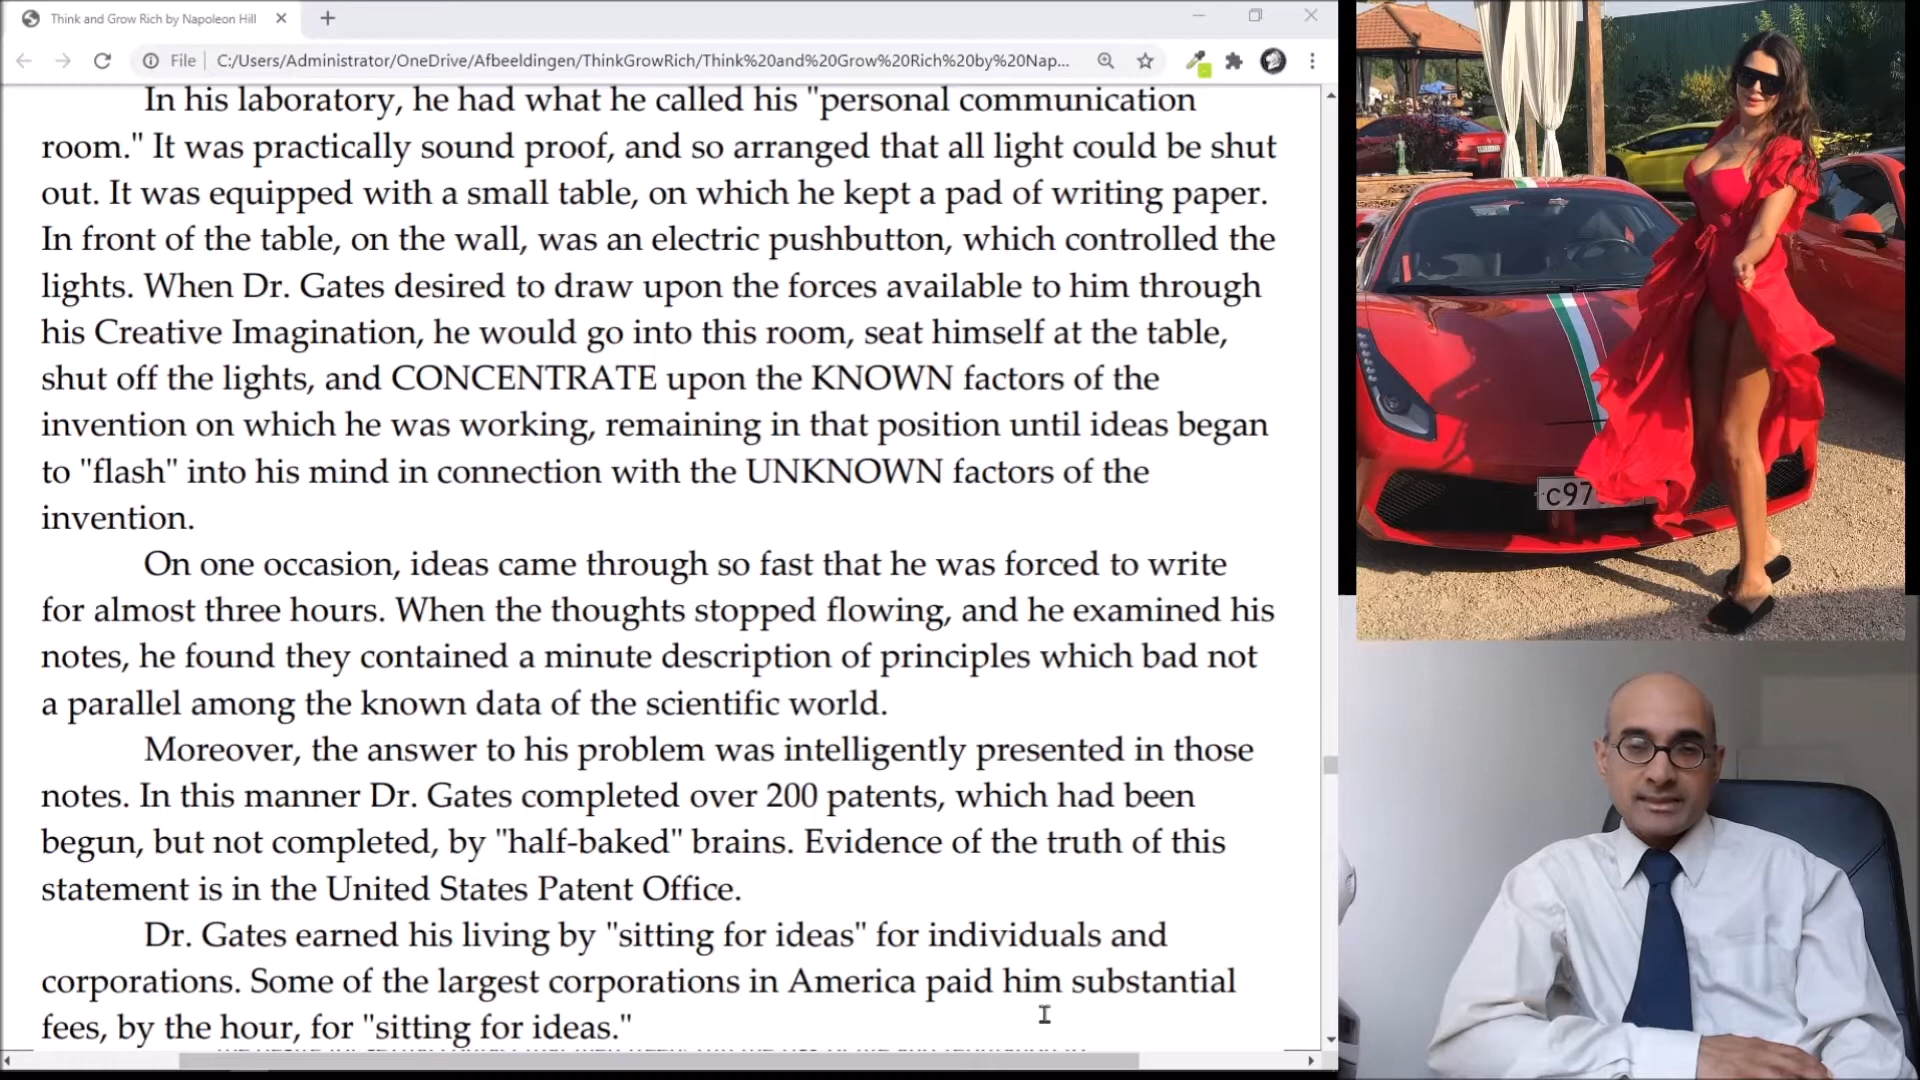 Think and Grow Rich by Napoleon Hill
File
C:/Users/Administrator/OneDrive/Afbeeldingen/ThinkGrowRich/Think%20and%20Grow%20Rich%20by%20Nap...
In his laboratory, he had what he called his "personal communication
room." It was practically sound proof, and so arranged that all light could be shut
out. It was equipped with a small table, on which he kept a pad of writing paper.
In front of the table, on the wall, was an electric pushbutton, which controlled the
lights. When Dr. Gates desired to draw upon the forces available to him through
his Creative Imagination, he would go into this room, seat himself at the table,
shut off the lights, and CONCENTRATE upon the KNOWN factors of the
invention on which he was working, remaining in that position until ideas began
to "flash" into his mind in connection with the UNKNOWN factors of the
invention.
On one occasion, ideas came through so fast that he was forced to write
for almost three hours. When the thoughts stopped flowing, and he examined his
notes, he found they contained a minute description of principles which bad not
a parallel among the known data of the scientific world.
Moreover, the answer to his problem was intelligently presented in those
notes. In this manner Dr. Gates completed over 200 patents, which had been
begun, but not completed, by "half-baked" brains. Evidence of the truth of this
statement is in the United States Patent Office.
Dr. Gates earned his living by "sitting for ideas" for individuals and
corporations. Some of the largest corporations in America paid him substantial
fees, by the hour, for "sitting for ideas."
c97